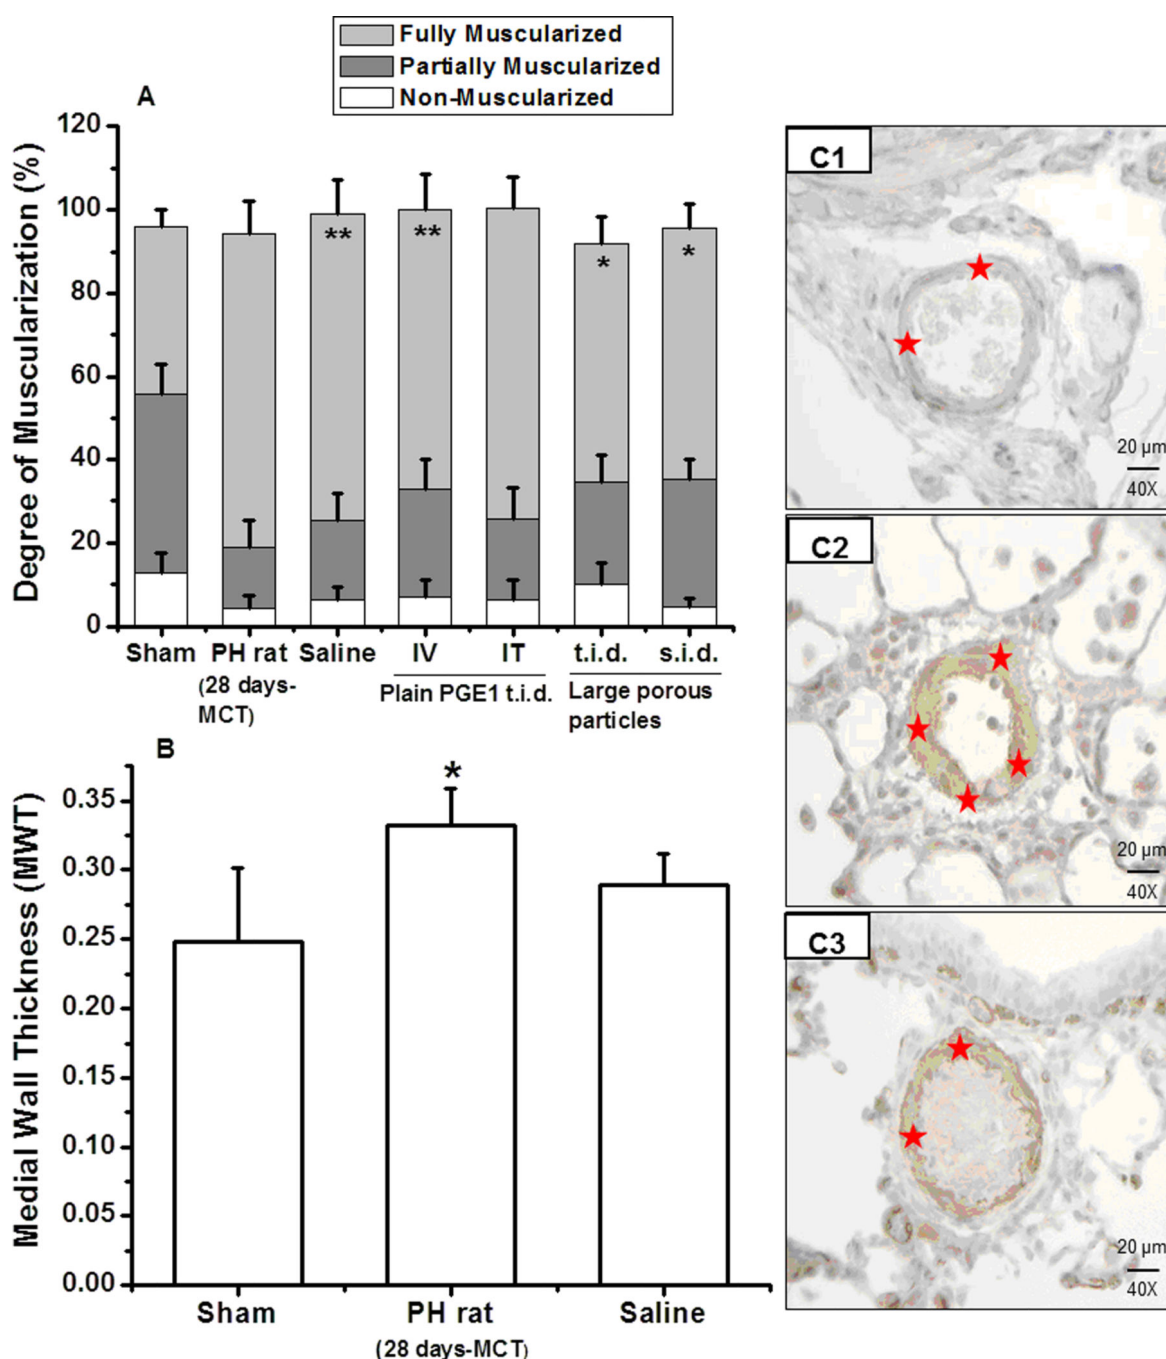 Fully Muscularized
Partially Muscularized
Non-Muscularized
A
Degree of Muscularization (%)
120
100
80
60
40
20
0
**
**
*
*
Sham PH rat Saline IV IT t.i.d. s.i.d.
(28 days-
MCT)
Plain PGE1 t.i.d.
Large porous
particles
B
Medial Wall Thickness (MWT)
0.35
0.30
0.25
0.20
0.15
0.10
0.05
0.00
*
Sham PH rat Saline
(28 days-MCT)
C1
20 µm
40X
C2
20 µm
40X
C3
20 µm
40X